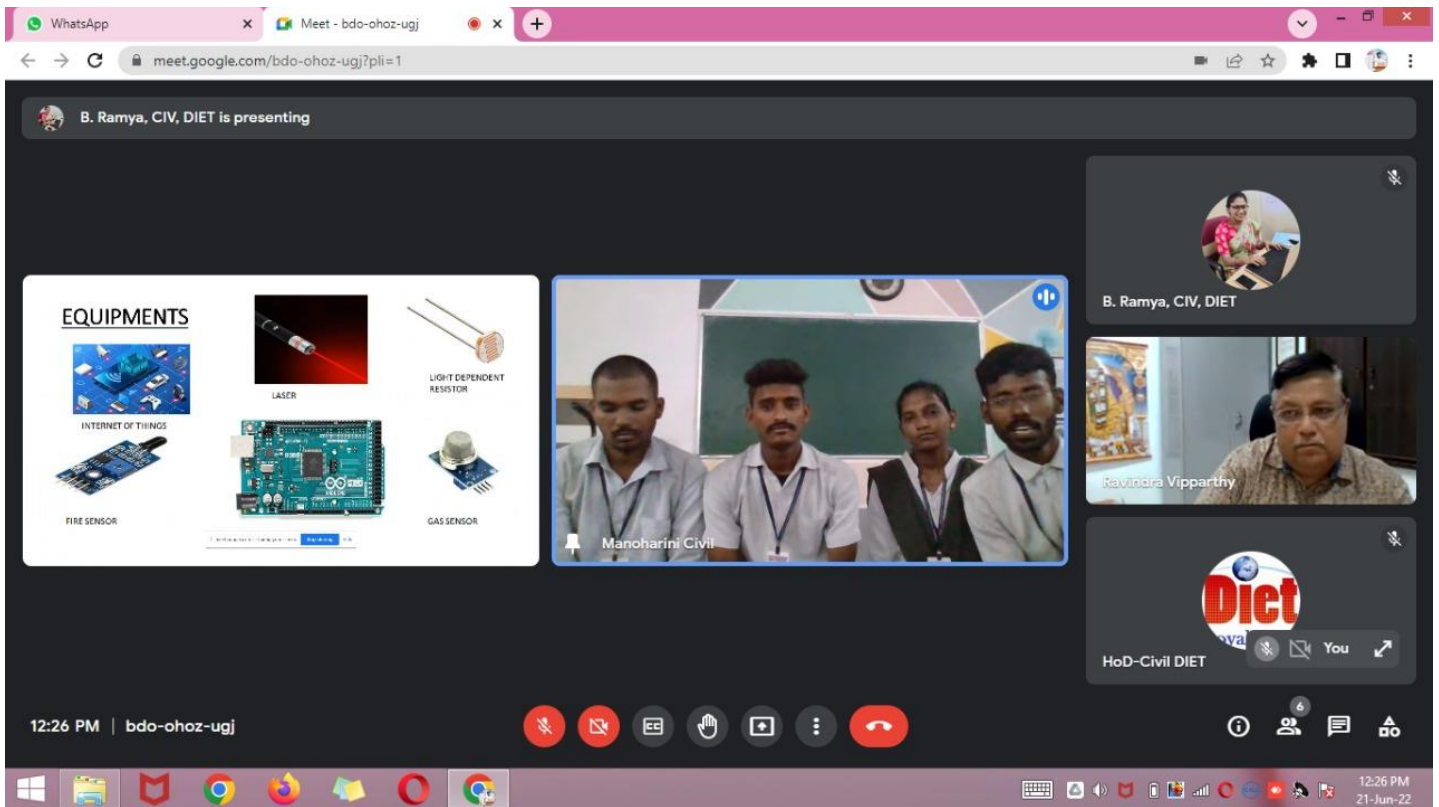 WhatsApp
Meet - bdo-ohoz-ugj
meet.google.com/bdo-ohoz-ugj?pli=1
B. Ramya, CIV, DIET is presenting
EQUIPMENTS
INTERNET OF THINGS
LASER
LIGHT DEPENDENT
RESISTOR
FIRE SENSOR
GAS SENSOR
Manoharini Civil
B. Ramya, CIV, DIET
Ravindra Vipparthy
Diet
HoD-Civil DIET
You
12:26 PM | bdo-ohoz-ugj
CC
6
12:26 PM
21-Jun-22